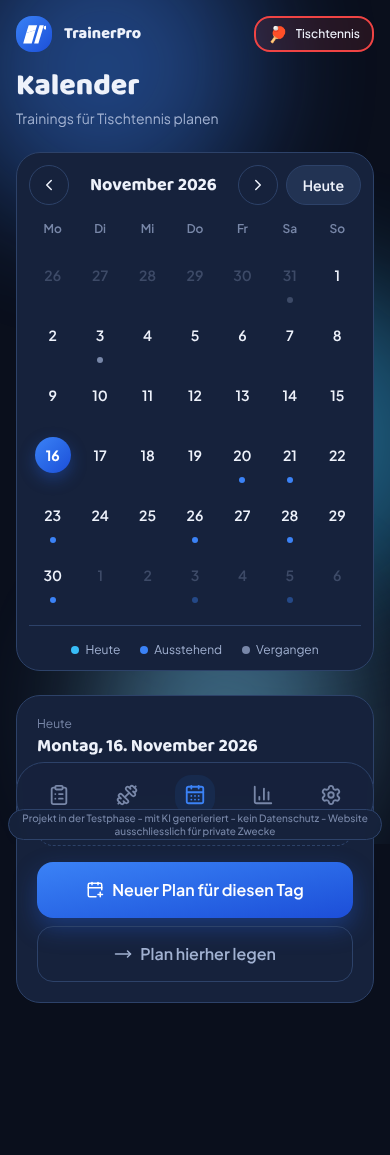 TrainerPro
Tischtennis
Kalender
Trainings für Tischtennis planen
November 2026
Heute
Mo Di Mi Do Fr Sa So
26 27 28 29 30 31 1
2 3 4 5 6 7 8
9 10 11 12 13 14 15
16 17 18 19 20 21 22
23 24 25 26 27 28 29
30 1 2 3 4 5 6
Heute Ausstehend Vergangen
Heute
Montag, 16. November 2026
Projekt in der Testphase – mit KI generieriert – kein Datenschutz – Website
ausschliesslich für private Zwecke
Neuer Plan für diesen Tag
Plan hierher legen